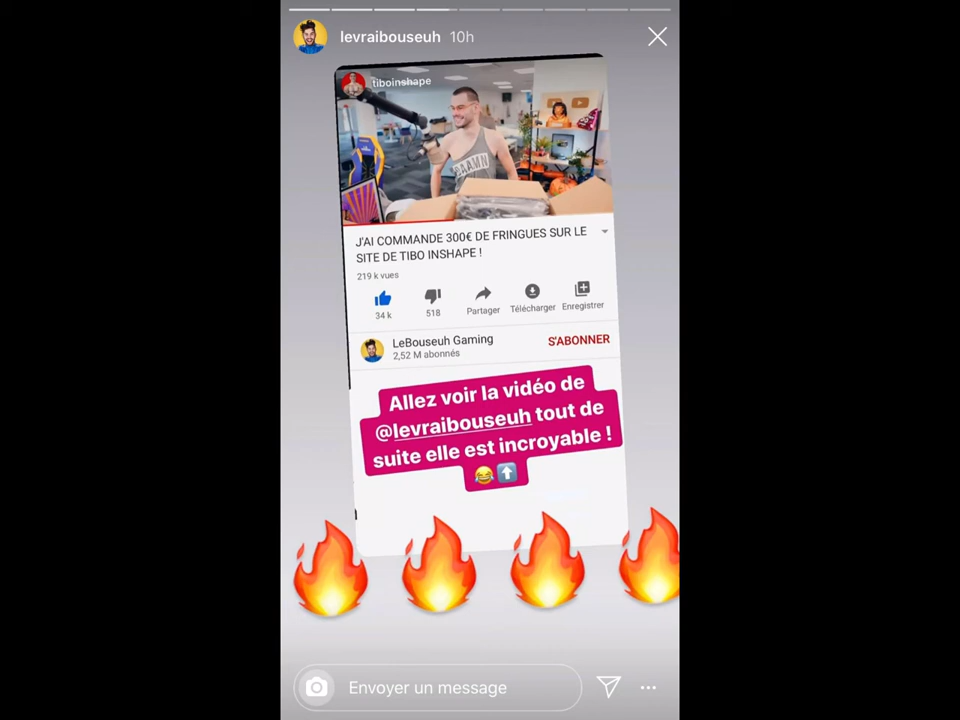 levraibouseuh 10h
tiboinshape
DAAMN
J'AI COMMANDE 300€ DE FRINGUES SUR LE
SITE DE TIBO INSHAPE !
219 k vues
34 k
518
Partager
Télécharger
Enregistrer
LeBouseuh Gaming
2,52 M abonnés
S'ABONNER
Allez voir la vidéo de
@levraibouseuh tout de
suite elle est incroyable !
😂⬆️
Envoyer un message